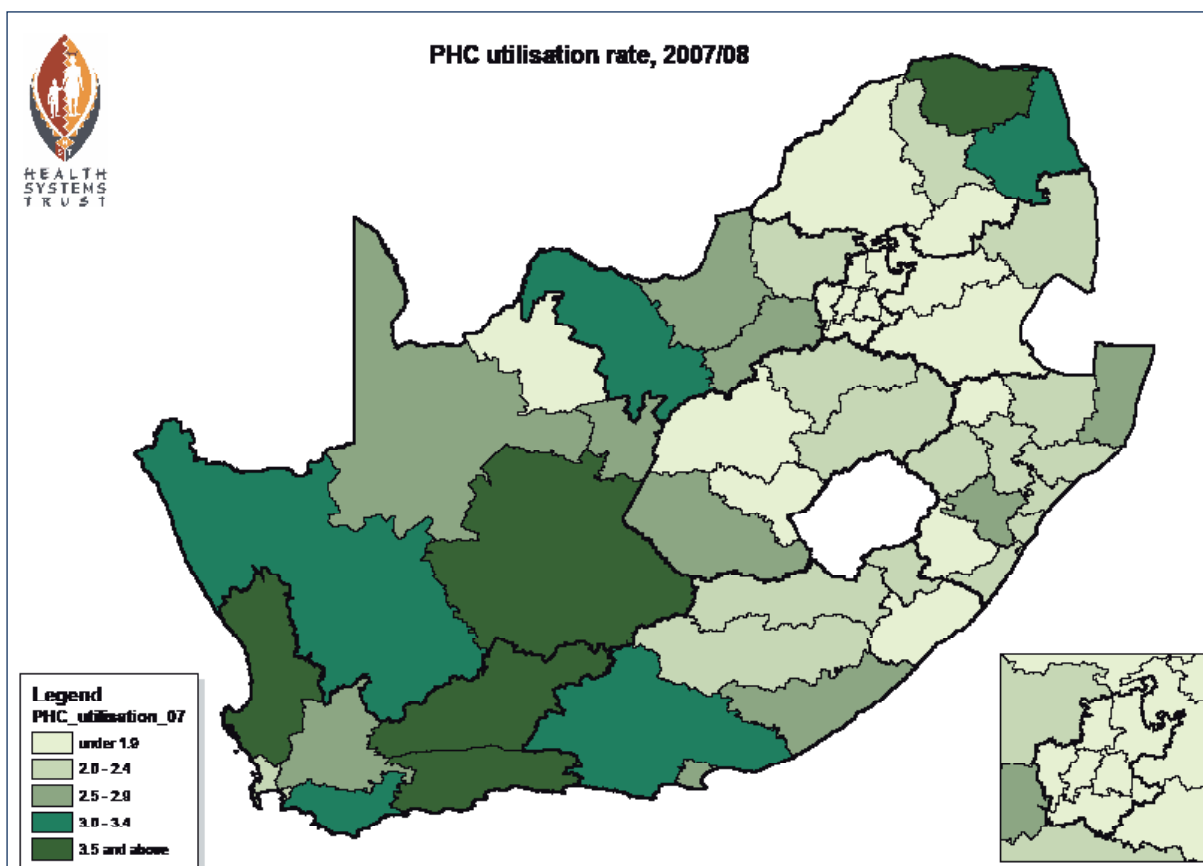 PHC utilisation rate, 2007/08
HEALTH
SYSTEMS
TRUST
Legend
PHC_utilisation_07
under 1.9
2.0 - 2.4
2.5 - 2.9
3.0 - 3.4
3.5 and above